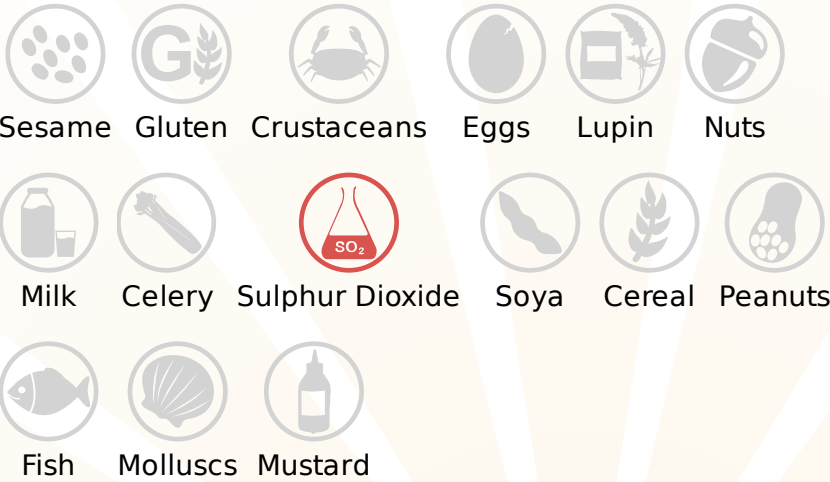 G
Sesame Gluten Crustaceans Eggs Lupin Nuts
SO₂
Milk Celery Sulphur Dioxide Soya Cereal Peanuts
Fish Molluscs Mustard